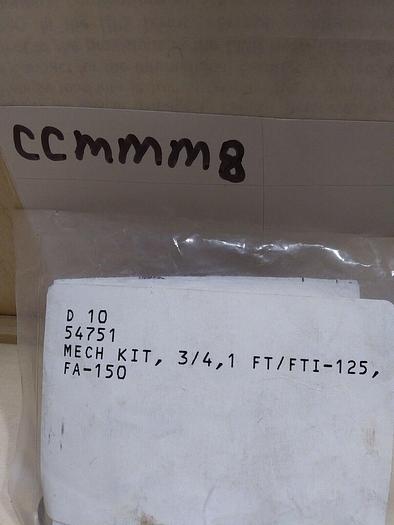 CCMMM8
D 10
54751
MECH KIT, 3/4,1 FT/FTI-125,
FA-150